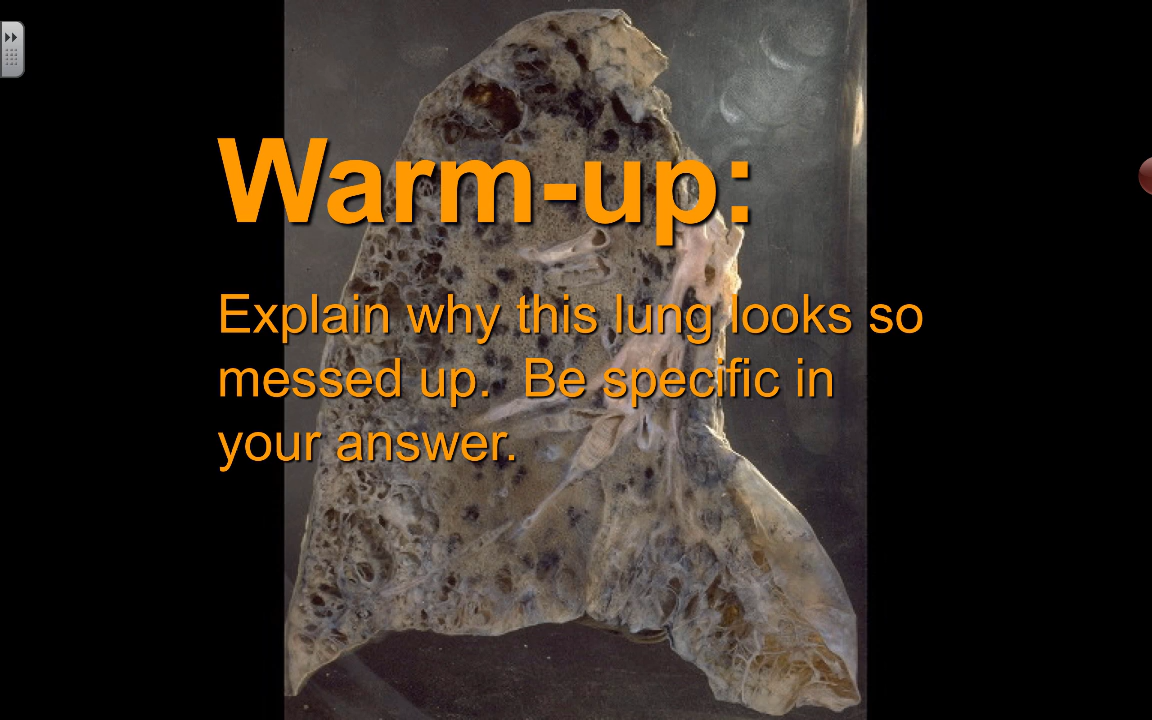 Warm-up:
Explain why this lung looks so
messed up.  Be specific in
your answer.